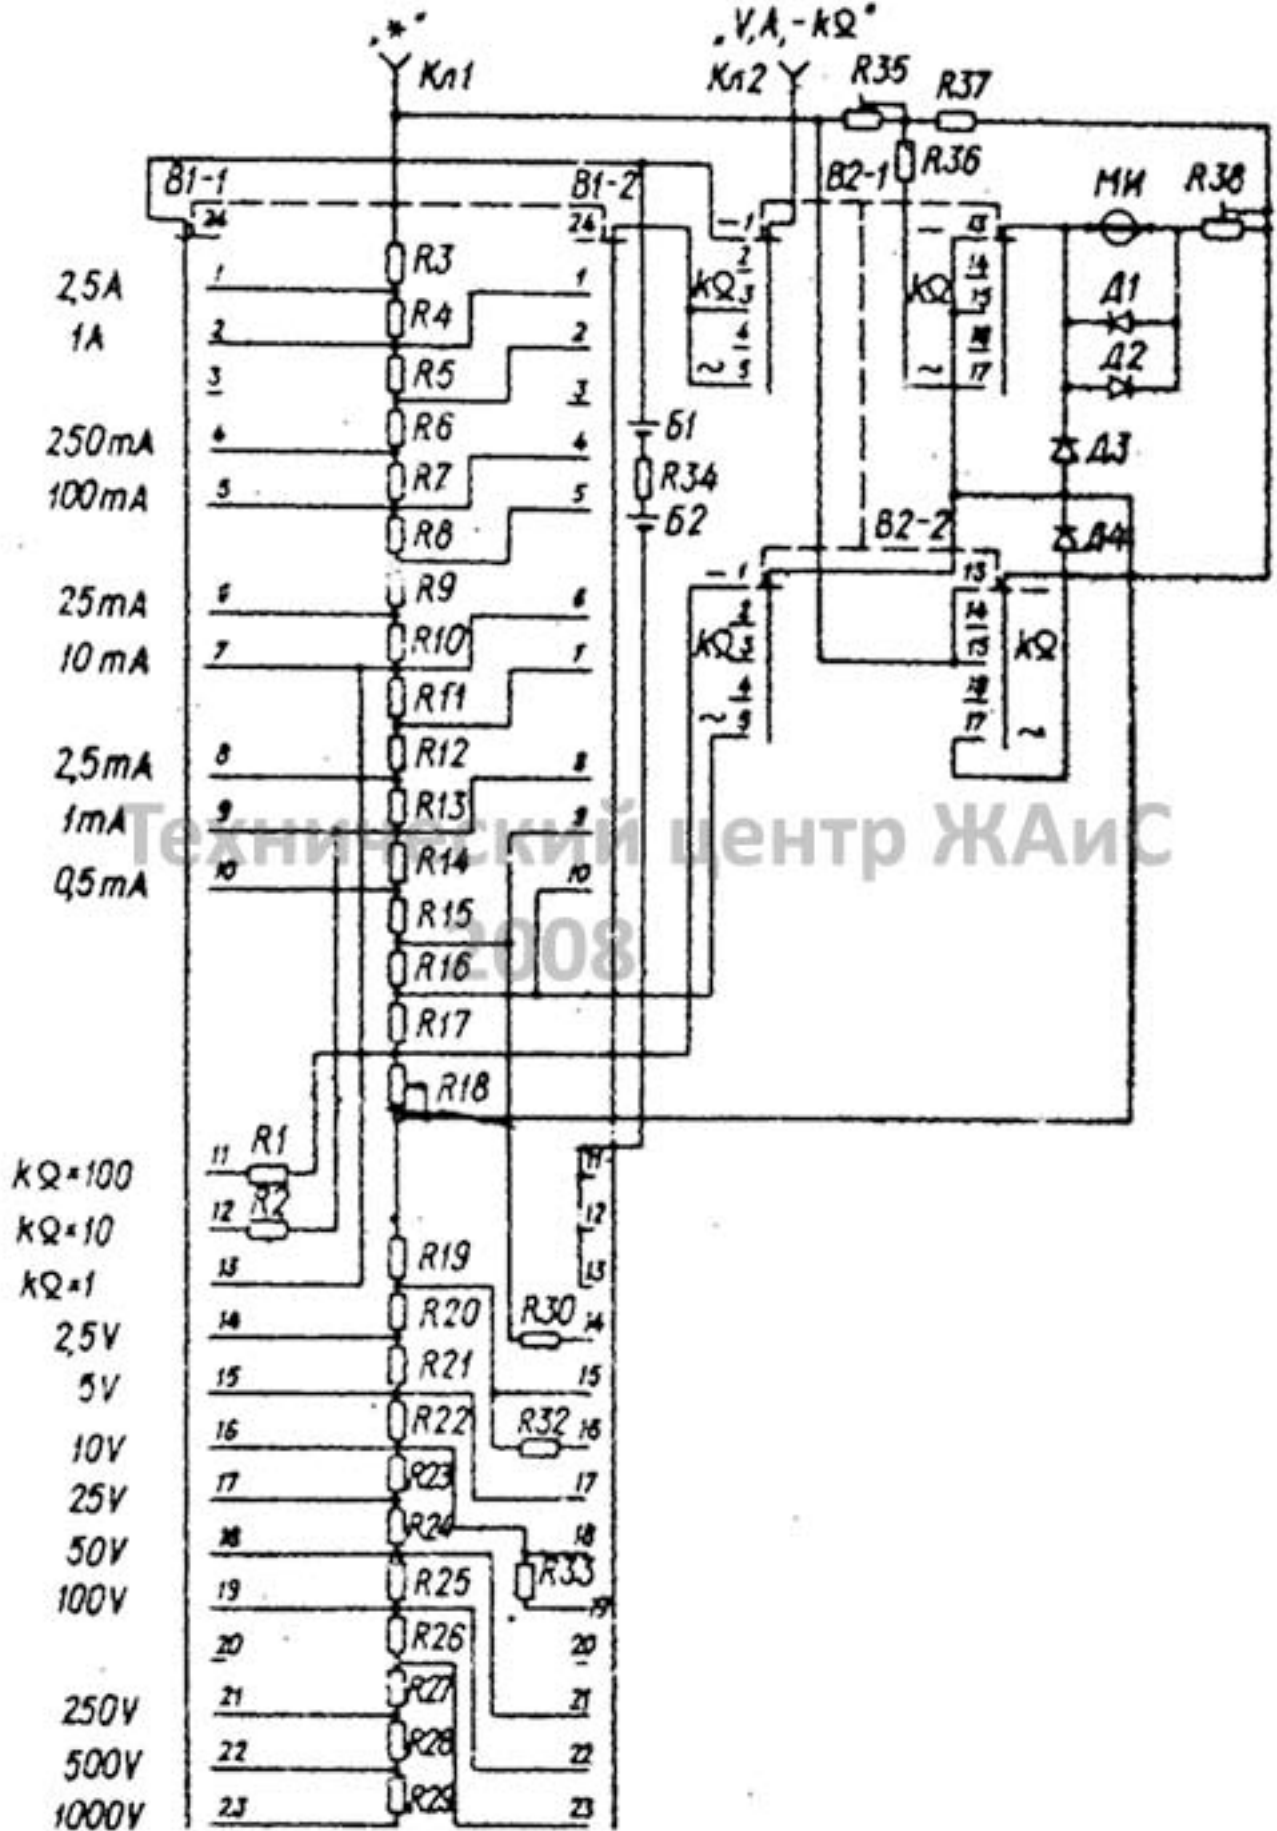 „*" „V,A,-kΩ"
Кл1 Кл2 R35 R37
R36
B1-1 B1-2 B2-1 МИ R38
24 24 - 1 - 13
R3 2 14
2,5A 1 1 kΩ 3 kΩ 15 Д1
R4
1A 2 2 4 16 Д2
R5 ~ 5 ~ 17
3 3
R6 Б1
250mA 4 4 Д3
R7 R34
100mA 5 5
R8 Б2 B2-2 Д4
R9 - 1 13 -
25mA 6 6 2 14
R10 kΩ 3 15 kΩ
10mA 7 7
R11 4 16
~ 5 17 ~
R12
2,5mA 8 8
R13
1mA 9 9
Технический центр ЖАиС
R14
0,5mA 10 10
R15
2008
R16
R17
R18
R1
kΩ×100 11 11
R2
kΩ×10 12 12
R19
kΩ×1 13 13
R20 R30
2,5V 14 14
R21
5V 15 15
R22 R32
10V 16 16
R23
25V 17 17
R24
50V 18 18
R25 R33
100V 19 19
R26
20 20
R27
250V 21 21
R28
500V 22 22
R29
1000V 23 23